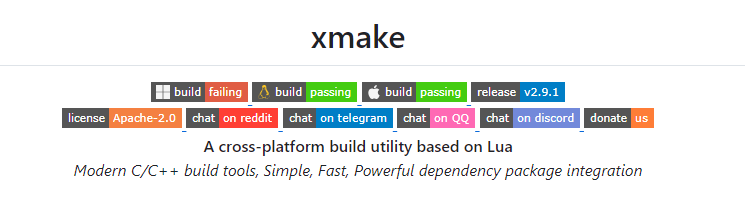 xmake
build failing build passing build passing release v2.9.1
license Apache-2.0 chat on reddit chat on telegram chat on QQ chat on discord donate us
A cross-platform build utility based on Lua
Modern C/C++ build tools, Simple, Fast, Powerful dependency package integration